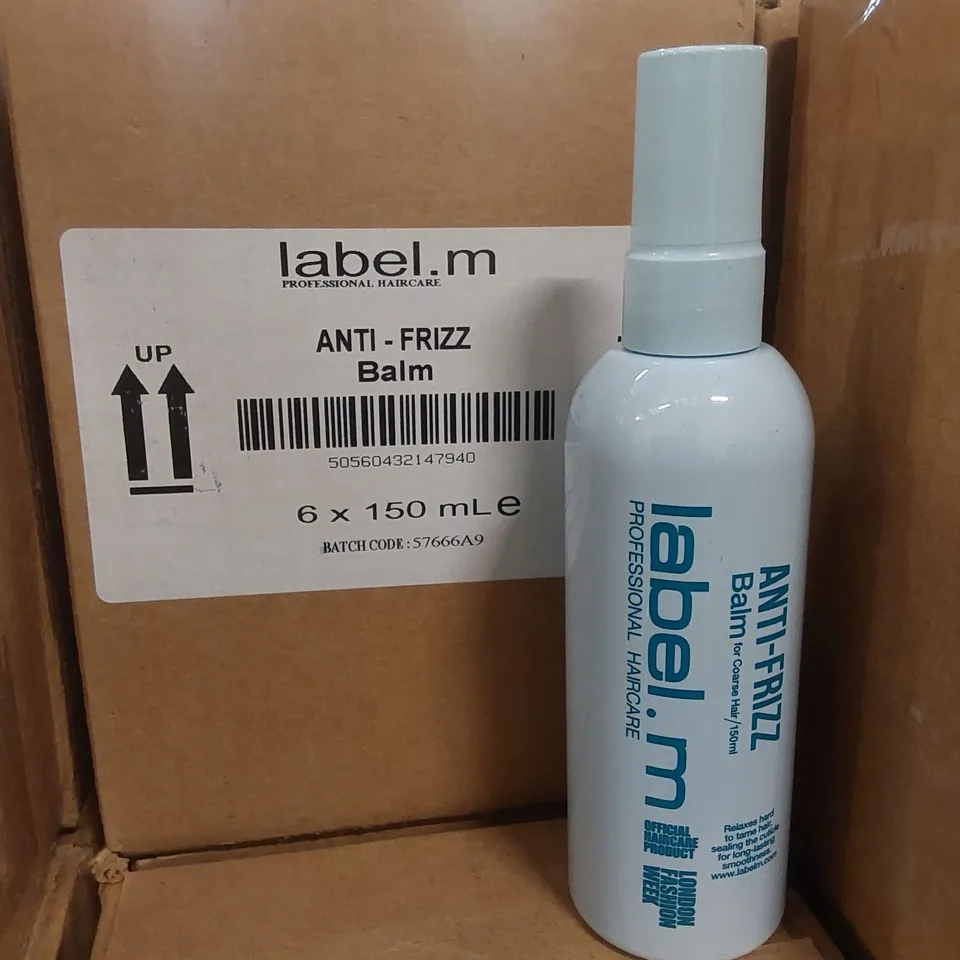 label.m
PROFESSIONAL HAIRCARE
ANTI - FRIZZ
Balm
UP
50560432147940
6 x 150 mL e
BATCH CODE : 57666A9
label.m
PROFESSIONAL HAIRCARE
ANTI-FRIZZ
Balm for Coarse Hair/150ml
OFFICIAL
HAIRCARE
PRODUCT
LONDON
FASHION
WEEK
Relaxes hard
to tame hair,
sealing the cuticle
for long-lasting
smoothness.
www.labelm.com